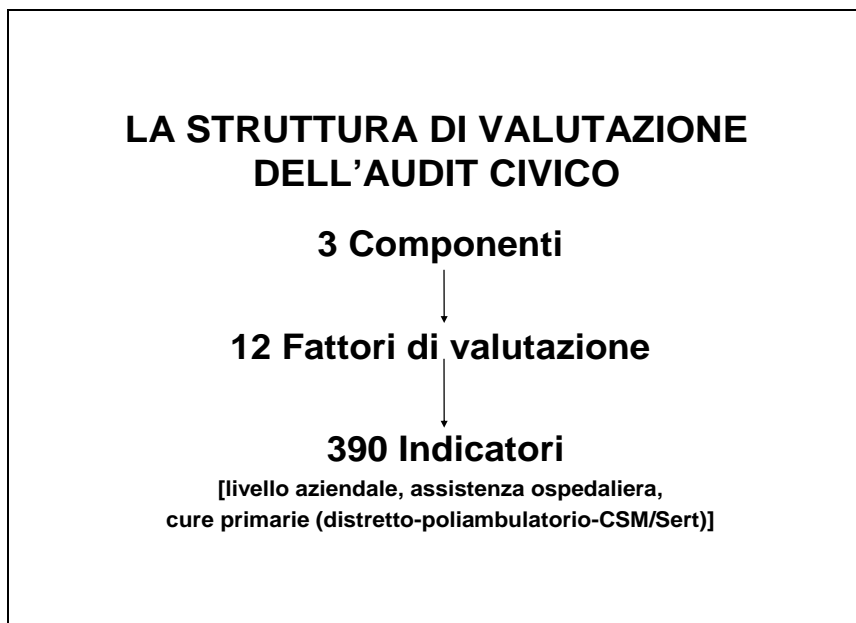 LA STRUTTURA DI VALUTAZIONE
DELL’AUDIT CIVICO
3 Componenti
12 Fattori di valutazione
390 Indicatori
[livello aziendale, assistenza ospedaliera,
cure primarie (distretto-poliambulatorio-CSM/Sert)]